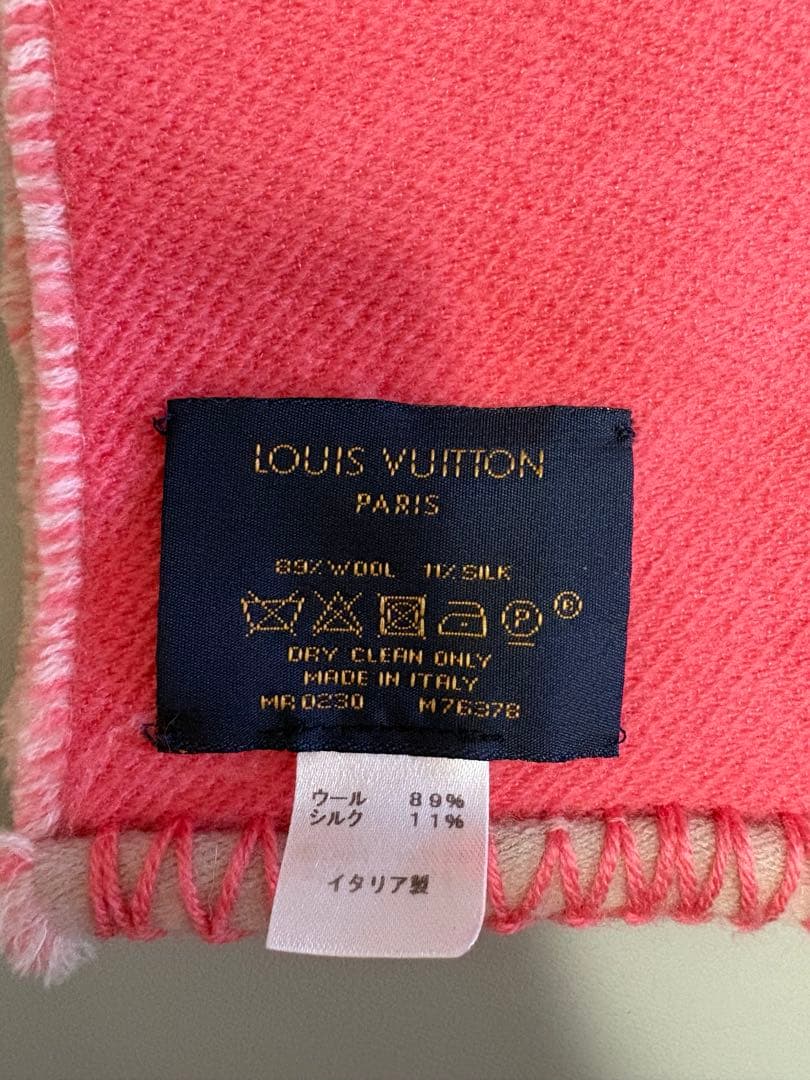 LOUIS VUITTON
PARIS
89% WOOL 11% SILK
P ©
DRY CLEAN ONLY
MADE IN ITALY
MR0230 M76378
ウール 89%
シルク 11%
イタリア製